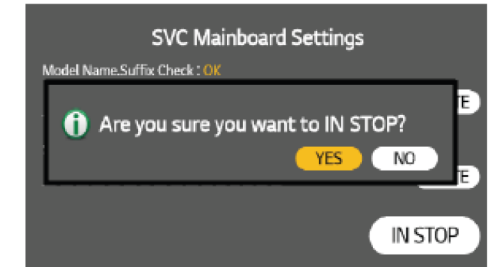 SVC Mainboard Settings
Model Name.Suffix Check : OK
Are you sure you want to IN STOP?
YES NO
IN STOP